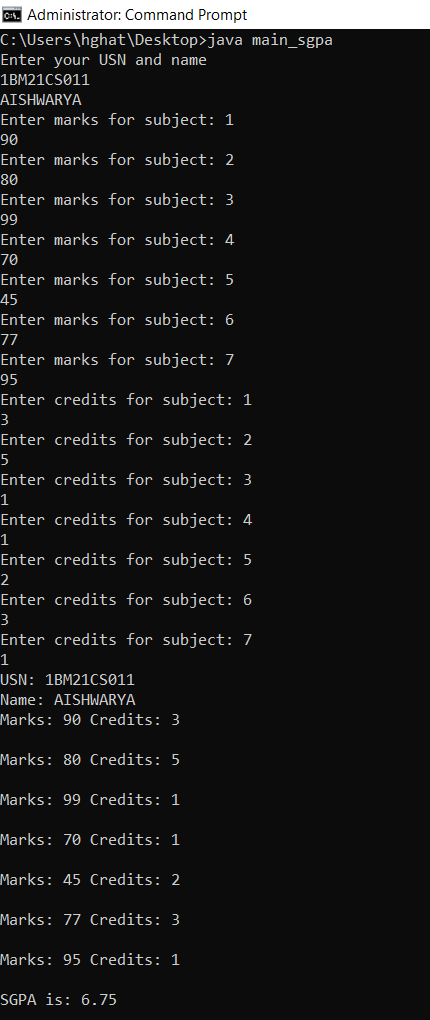 Administrator: Command Prompt
C:\Users\hghat\Desktop>java main_sgpa
Enter your USN and name
1BM21CS011
AISHWARYA
Enter marks for subject: 1
90
Enter marks for subject: 2
80
Enter marks for subject: 3
99
Enter marks for subject: 4
70
Enter marks for subject: 5
45
Enter marks for subject: 6
77
Enter marks for subject: 7
95
Enter credits for subject: 1
3
Enter credits for subject: 2
5
Enter credits for subject: 3
1
Enter credits for subject: 4
1
Enter credits for subject: 5
2
Enter credits for subject: 6
3
Enter credits for subject: 7
1
USN: 1BM21CS011
Name: AISHWARYA
Marks: 90 Credits: 3
Marks: 80 Credits: 5
Marks: 99 Credits: 1
Marks: 70 Credits: 1
Marks: 45 Credits: 2
Marks: 77 Credits: 3
Marks: 95 Credits: 1
SGPA is: 6.75